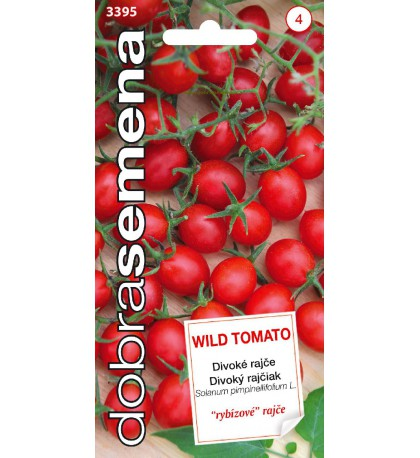 3395
4
dobrasemena
WILD TOMATO
Divoké rajče
Divoký rajčiak
Solanum pimpinellifolium L.
"rybízové" rajče